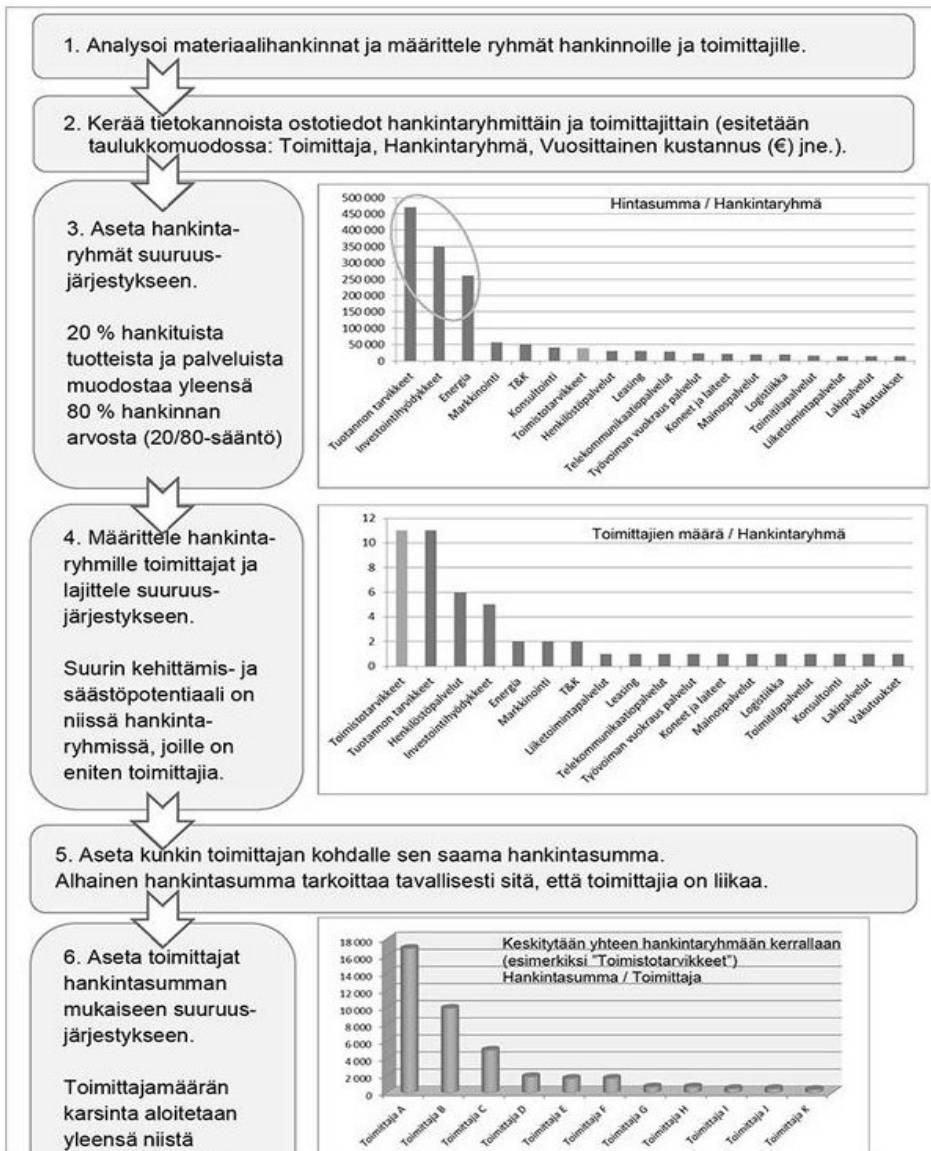 1. Analysoi materiaalihankinnat ja määrittele ryhmät hankinnoille ja toimittajille.
2. Kerää tietokannoista ostotiedot hankintaryhmittäin ja toimittajittain (esitetään
taulukkomuodossa: Toimittaja, Hankintaryhmä, Vuosittainen kustannus (€) jne.).
3. Aseta hankinta-
ryhmät suuruus-
järjestykseen.
20 % hankituista
tuotteista ja palveluista
muodostaa yleensä
80 % hankinnan
arvosta (20/80-sääntö)
Hintasumma / Hankintaryhmä
500 000
450 000
400 000
350 000
300 000
250 000
200 000
150 000
100 000
50 000
0
Tuotannon tarvikkeet
Investointihyödykkeet
Energia
Markkinointi
T&K
Konsultointi
Toimistotarvikkeet
Henkilöstöpalvelut
Leasing
Telekommunikaatiopalvelut
Työvoiman vuokraus palvelut
Koneet ja laiteet
Mainospalvelut
Logistiikka
Toimitilapalvelut
Liiketoimintapalvelut
Lakipalvelut
Vakutuukset
4. Määrittele hankinta-
ryhmille toimittajat ja
lajittele suuruus-
järjestykseen.
Suurin kehittämis- ja
säästöpotentiaali on
niissä hankinta-
ryhmissä, joille on
eniten toimittajia.
Toimittajien määrä / Hankintaryhmä
12
10
8
6
4
2
0
Toimistotarvikkeet
Tuotannon tarvikkeet
Henkilöstöpalvelut
Investointihyödykkeet
Energia
Markkinointi
T&K
Liiketoimintapalvelut
Leasing
Telekommunikaatiopalvelut
Työvoiman vuokraus palvelut
Koneet ja laiteet
Mainospalvelut
Logistiikka
Toimitilapalvelut
Konsultointi
Lakipalvelut
Vakutuukset
5. Aseta kunkin toimittajan kohdalle sen saama hankintasumma.
Alhainen hankintasumma tarkoittaa tavallisesti sitä, että toimittajia on liikaa.
6. Aseta toimittajat
hankintasumman
mukaiseen suuruus-
järjestykseen.
Toimittajamäärän
karsinta aloitetaan
yleensä niistä
Keskitytään yhteen hankintaryhmään kerrallaan
(esimerkiksi "Toimistotarvikkeet")
Hankintasumma / Toimittaja
18 000
16 000
14 000
12 000
10 000
8 000
6 000
4 000
2 000
0
Toimittaja A
Toimittaja B
Toimittaja C
Toimittaja D
Toimittaja E
Toimittaja F
Toimittaja G
Toimittaja H
Toimittaja I
Toimittaja J
Toimittaja K